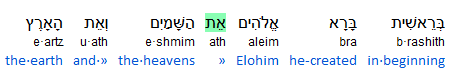 בְּרֵאשִׁית בָּרָא אֱלֹהִים אֵת הַשָּׁמַיִם וְאֵת הָאָרֶץ
e·artz u·ath e·shmim ath aleim bra b·rashith
the·earth and·» the·heavens » Elohim he·created in·beginning